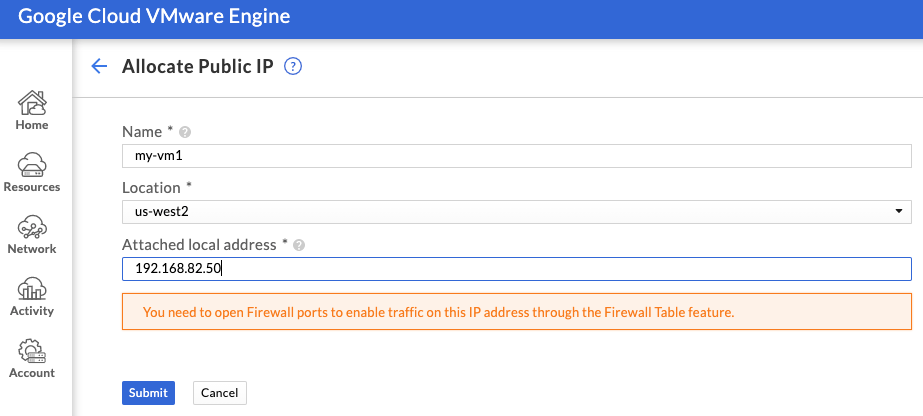 Google Cloud VMware Engine
Allocate Public IP ?
Home
Resources
Network
Activity
Account
Name * ?
my-vm1
Location *
us-west2
Attached local address * ?
192.168.82.50
You need to open Firewall ports to enable traffic on this IP address through the Firewall Table feature.
Submit Cancel